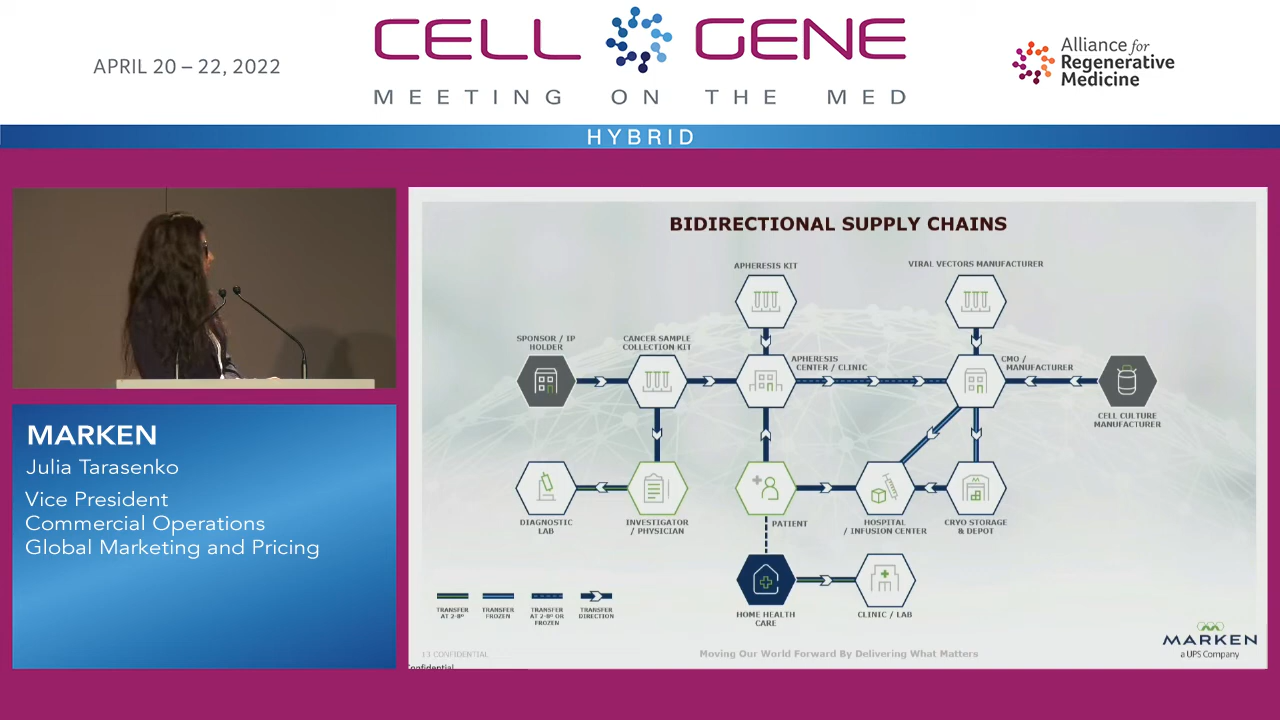 APRIL 20 – 22, 2022
CELL GENE
MEETING ON THE MED
Alliance for
Regenerative
Medicine
HYBRID
MARKEN
Julia Tarasenko
Vice President
Commercial Operations
Global Marketing and Pricing
BIDIRECTIONAL SUPPLY CHAINS
APHERESIS KIT
VIRAL VECTORS MANUFACTURER
SPONSOR / IP
HOLDER
CANCER SAMPLE
COLLECTION KIT
APHERESIS
CENTER / CLINIC
CMO /
MANUFACTURER
CELL CULTURE
MANUFACTURER
DIAGNOSTIC
LAB
INVESTIGATOR
/ PHYSICIAN
PATIENT
HOSPITAL
/ INFUSION CENTER
CRYO STORAGE
& DEPOT
HOME HEALTH
CARE
CLINIC / LAB
TRANSFER
AT 2-8º
TRANSFER
FROZEN
TRANSFER
AT 2-8º OR
FROZEN
TRANSFER
DIRECTION
13 CONFIDENTIAL
Moving Our World Forward By Delivering What Matters
MARKEN
a UPS Company
Confidential